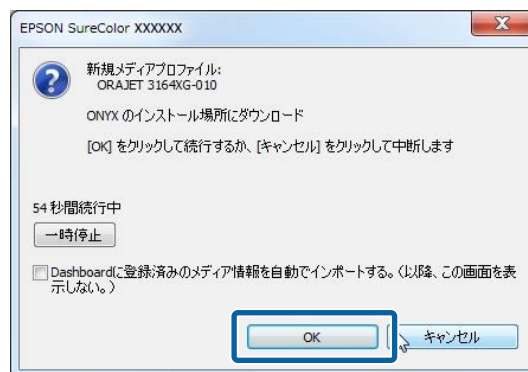 EPSON SureColor XXXXXX
新規メディアプロファイル:
ORAJET 3164XG-010
ONYX のインストール場所にダウンロード
[OK] をクリックして続行するか、[キャンセル] をクリックして中断します
54 秒間続行中
一時停止
Dashboardに登録済みのメディア情報を自動でインポートする。（以降、この画面を表
示しない。）
OK
キャンセル